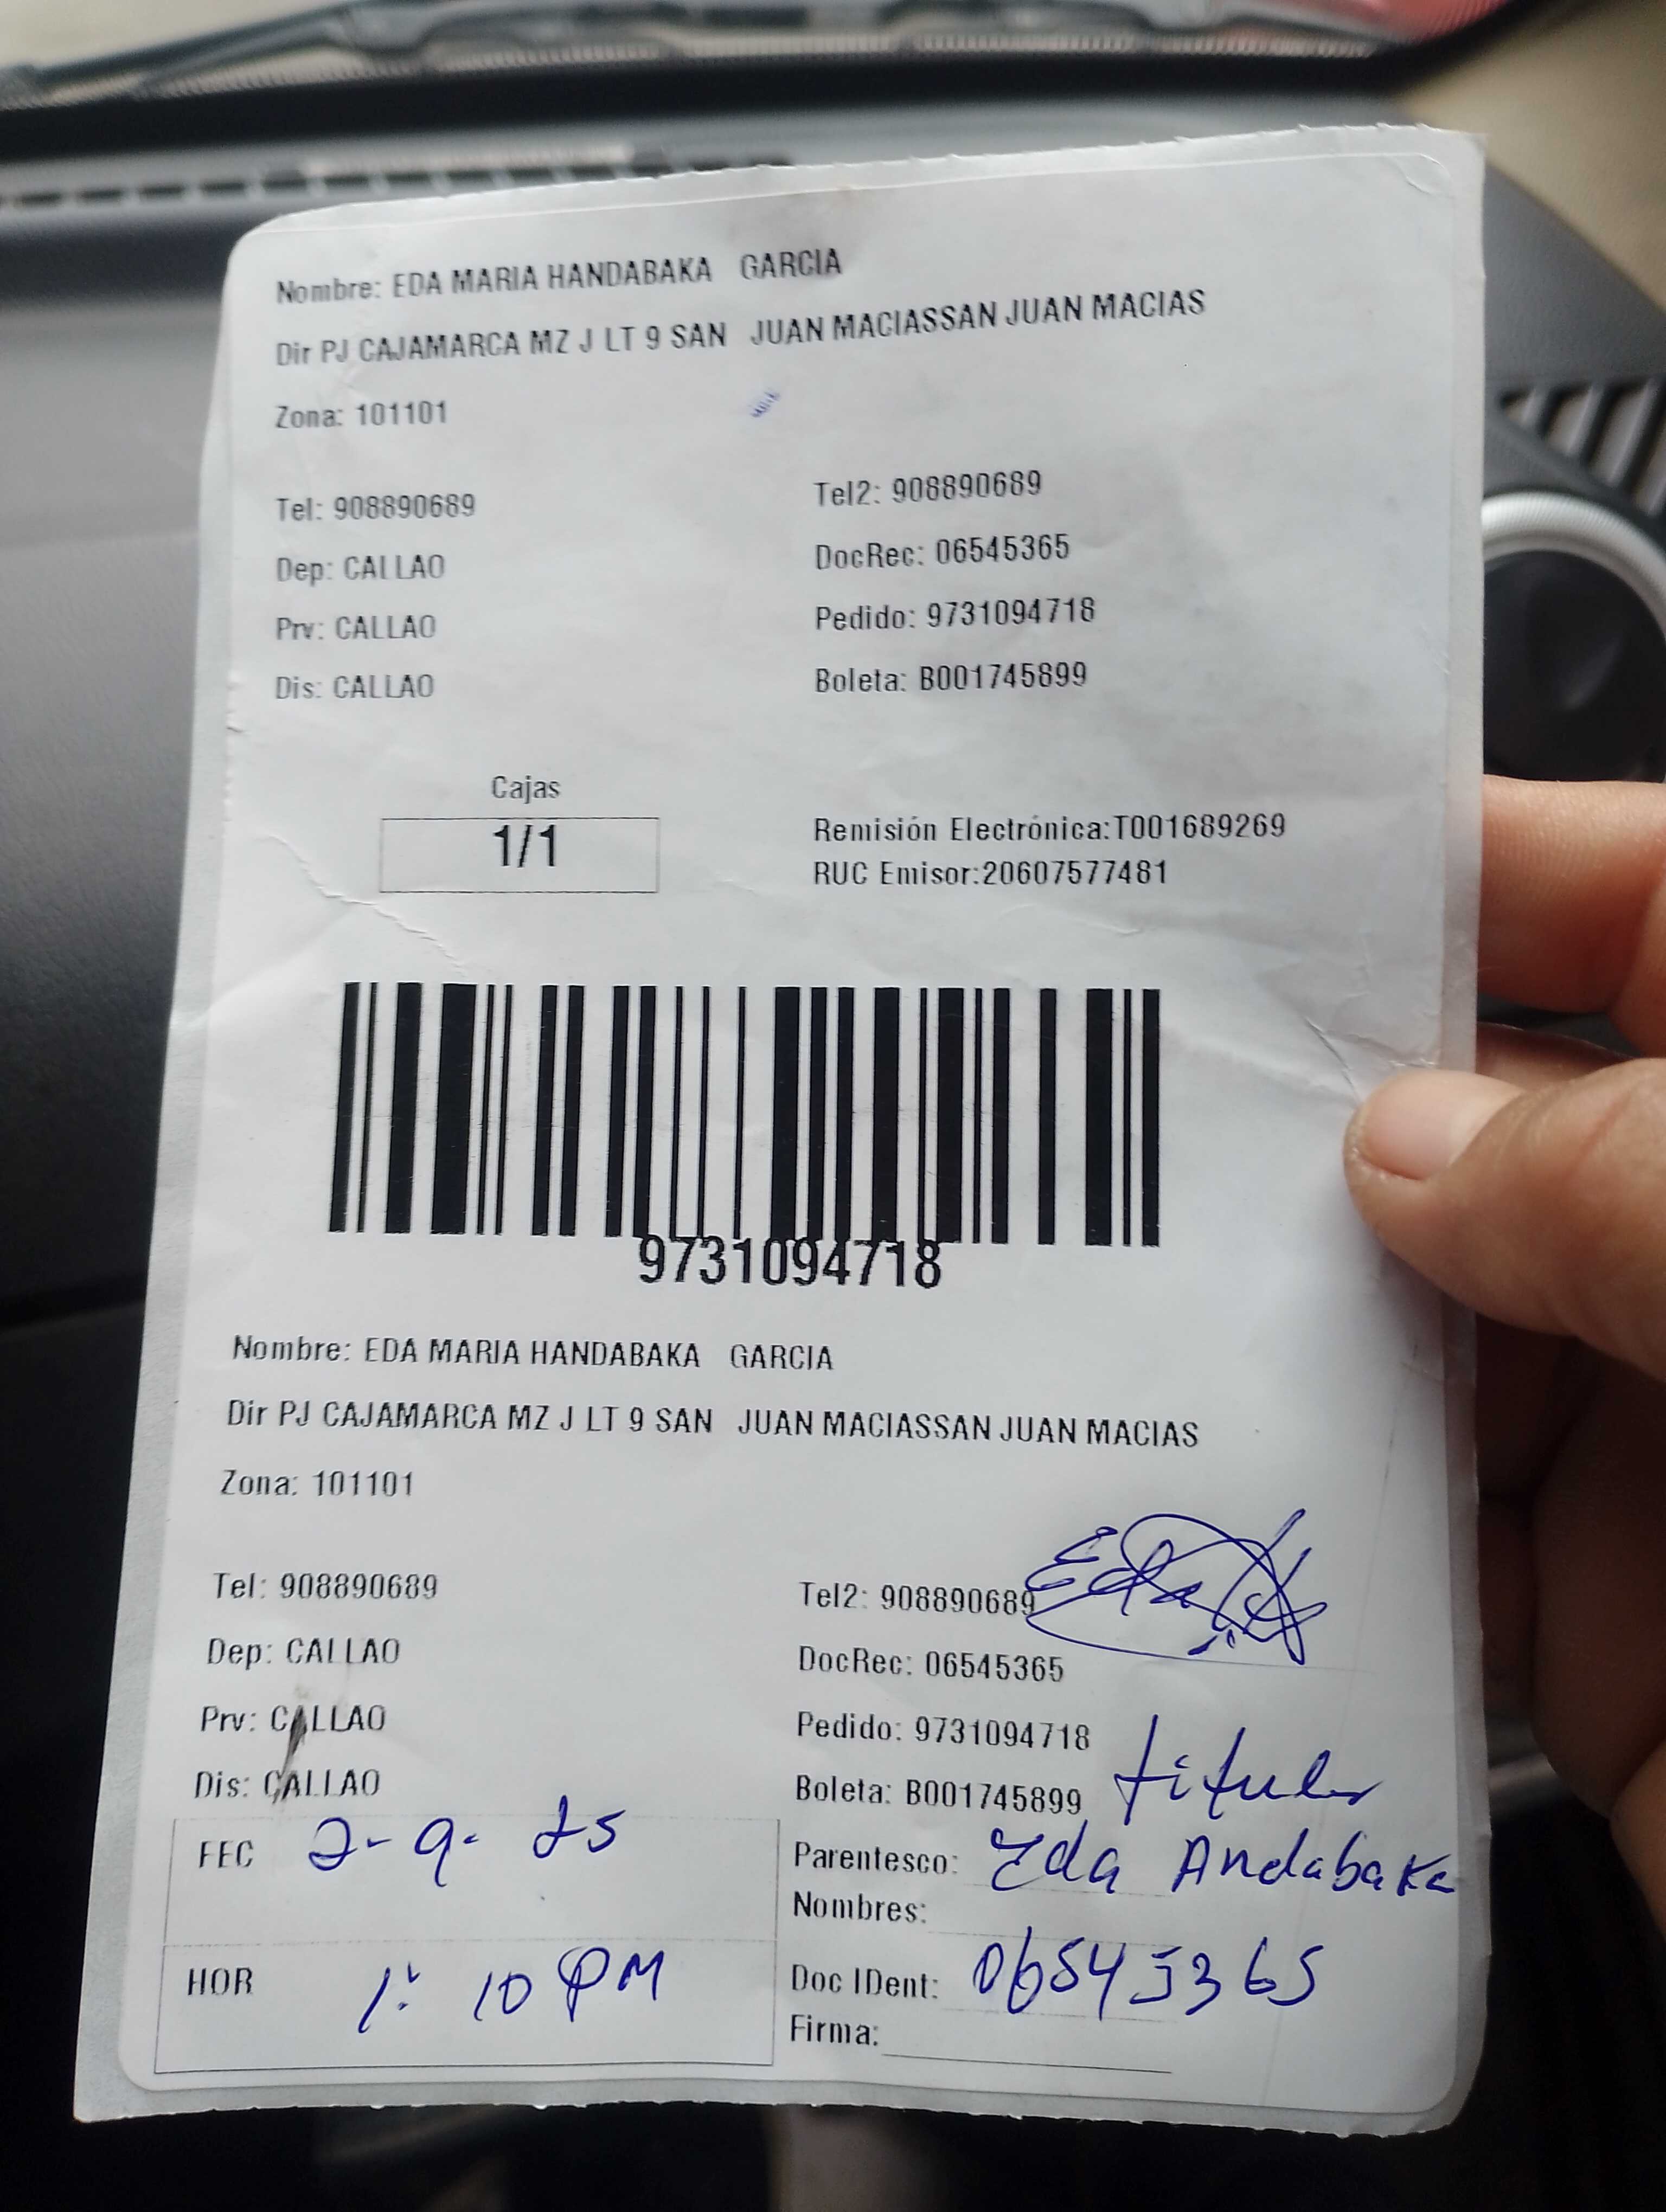 Nombre: EDA MARIA HANDABAKA GARCIA
Dir PJ CAJAMARCA MZ J LT 9 SAN JUAN MACIASSAN JUAN MACIAS
Zona: 101101
Tel: 908890689 Tel2: 908890689
Dep: CALLAO DocRec: 06545365
Prv: CALLAO Pedido: 9731094718
Dis: CALLAO Boleta: B001745899
Cajas
1/1
Remisión Electrónica:T001689269
RUC Emisor:20607577481
9731094718
Nombre: EDA MARIA HANDABAKA GARCIA
Dir PJ CAJAMARCA MZ J LT 9 SAN JUAN MACIASSAN JUAN MACIAS
Zona: 101101
Tel: 908890689 Tel2: 908890689 Eda
Dep: CALLAO DocRec: 06545365
Prv: CALLAO Pedido: 9731094718
Dis: CALLAO Boleta: B001745899 titular
FEC 2-9-25 Parentesco: Eda Andabaka
Nombres:
HOR 1:10 PM Doc IDent: 06545365
Firma: